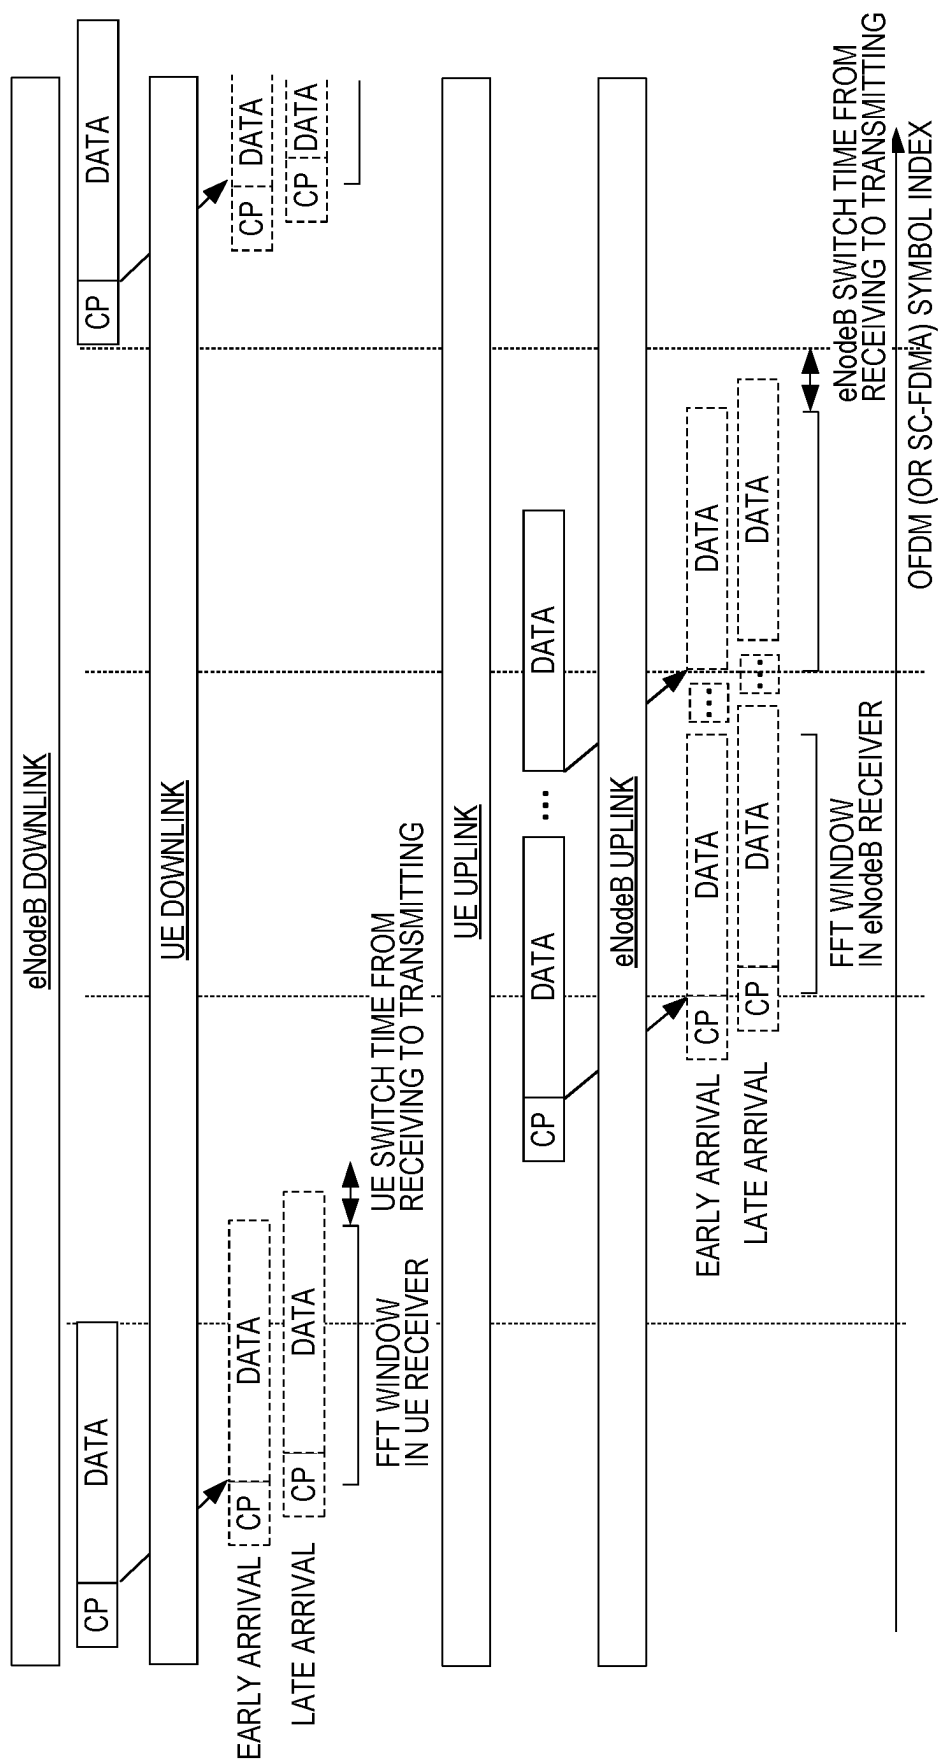 eNodeB DOWNLINK
CP DATA
CP DATA
UE DOWNLINK
EARLY ARRIVAL CP DATA
CP DATA
LATE ARRIVAL CP DATA
CP DATA
FFT WINDOW
IN UE RECEIVER
UE SWITCH TIME FROM
RECEIVING TO TRANSMITTING
UE UPLINK
CP DATA ... DATA
eNodeB UPLINK
EARLY ARRIVAL CP DATA ... DATA
LATE ARRIVAL CP DATA ... DATA
FFT WINDOW
IN eNodeB RECEIVER
eNodeB SWITCH TIME FROM
RECEIVING TO TRANSMITTING
OFDM (OR SC-FDMA) SYMBOL INDEX